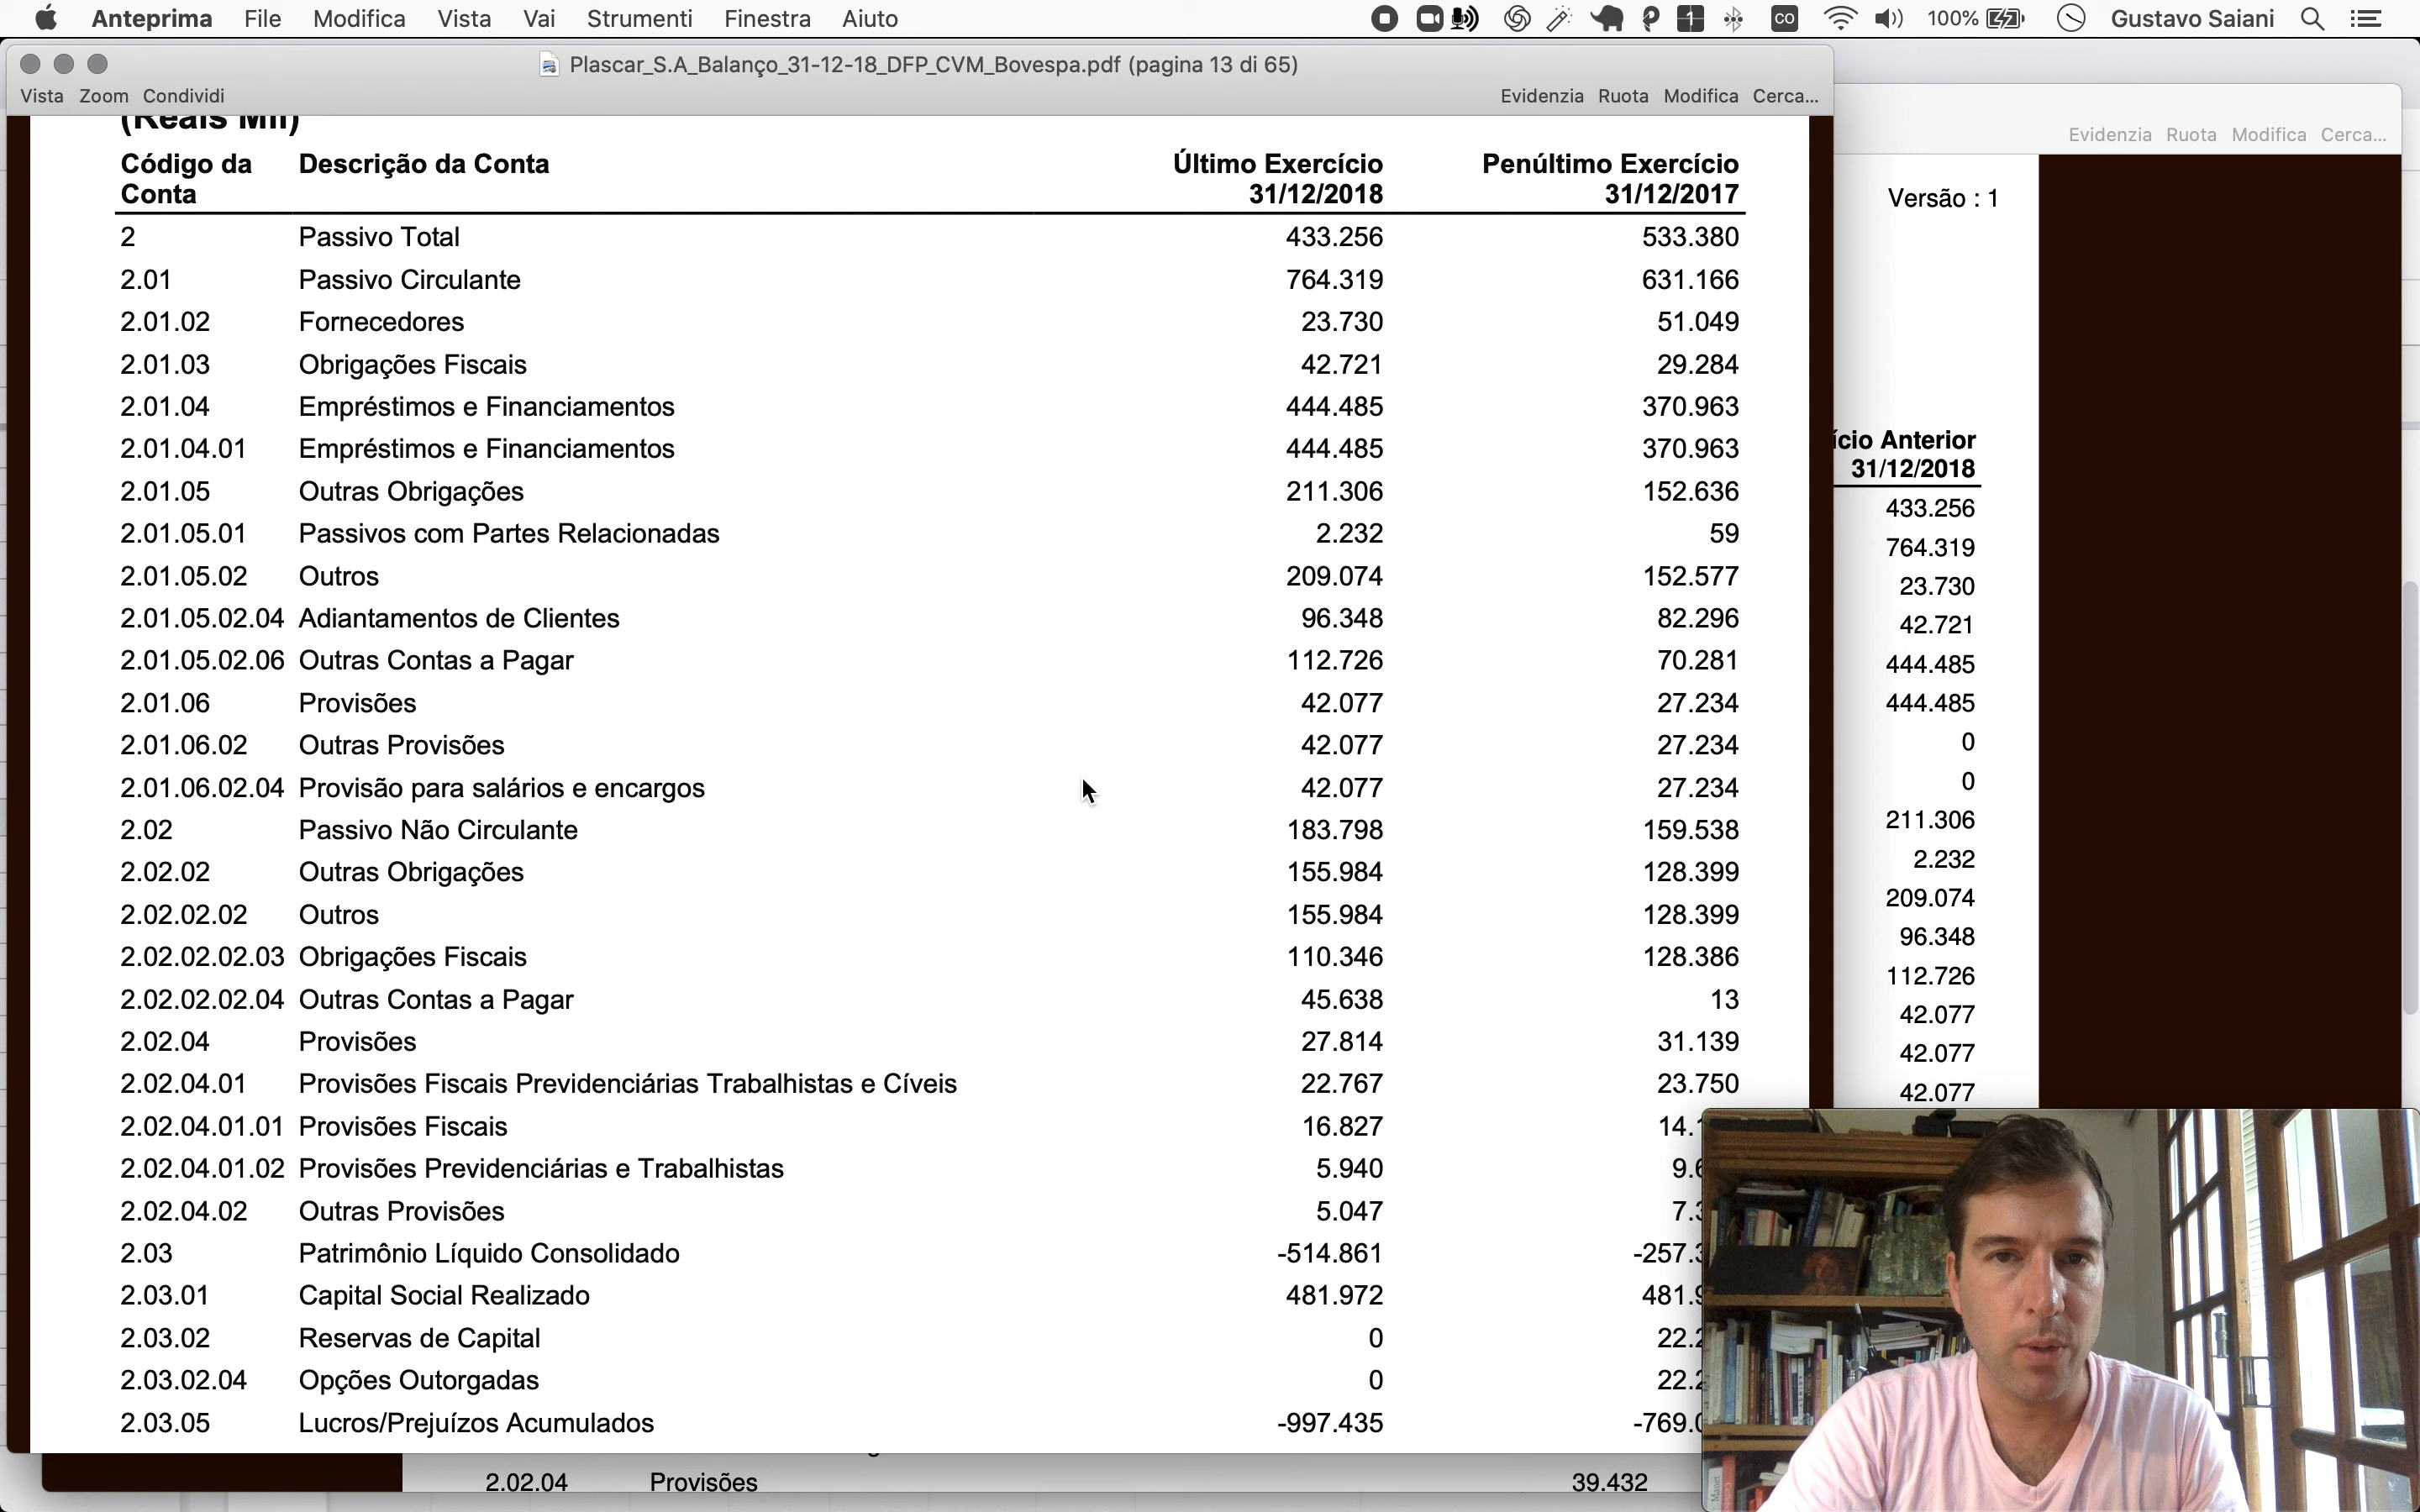 Anteprima File Modifica Vista Vai Strumenti Finestra Aiuto 1 CO 100% Gustavo Saiani
Plascar_S.A_Balanço_31-12-18_DFP_CVM_Bovespa.pdf (pagina 13 di 65)
Vista Zoom Condividi Evidenzia Ruota Modifica Cerca...
(Reais Mil)
Código da Conta Descrição da Conta Último Exercício 31/12/2018 Penúltimo Exercício 31/12/2017
2 Passivo Total 433.256 533.380
2.01 Passivo Circulante 764.319 631.166
2.01.02 Fornecedores 23.730 51.049
2.01.03 Obrigações Fiscais 42.721 29.284
2.01.04 Empréstimos e Financiamentos 444.485 370.963
2.01.04.01 Empréstimos e Financiamentos 444.485 370.963
2.01.05 Outras Obrigações 211.306 152.636
2.01.05.01 Passivos com Partes Relacionadas 2.232 59
2.01.05.02 Outros 209.074 152.577
2.01.05.02.04 Adiantamentos de Clientes 96.348 82.296
2.01.05.02.06 Outras Contas a Pagar 112.726 70.281
2.01.06 Provisões 42.077 27.234
2.01.06.02 Outras Provisões 42.077 27.234
2.01.06.02.04 Provisão para salários e encargos 42.077 27.234
2.02 Passivo Não Circulante 183.798 159.538
2.02.02 Outras Obrigações 155.984 128.399
2.02.02.02 Outros 155.984 128.399
2.02.02.02.03 Obrigações Fiscais 110.346 128.386
2.02.02.02.04 Outras Contas a Pagar 45.638 13
2.02.04 Provisões 27.814 31.139
2.02.04.01 Provisões Fiscais Previdenciárias Trabalhistas e Cíveis 22.767 23.750
2.02.04.01.01 Provisões Fiscais 16.827
2.02.04.01.02 Provisões Previdenciárias e Trabalhistas 5.940
2.02.04.02 Outras Provisões 5.047
2.03 Patrimônio Líquido Consolidado -514.861
2.03.01 Capital Social Realizado 481.972
2.03.02 Reservas de Capital 0
2.03.02.04 Opções Outorgadas 0
2.03.05 Lucros/Prejuízos Acumulados -997.435
2.02.04 Provisões 39.432
Evidenzia Ruota Modifica Cerca...
Versão : 1
Anterior
31/12/2018
433.256
764.319
23.730
42.721
444.485
444.485
0
0
211.306
2.232
209.074
96.348
112.726
42.077
42.077
42.077